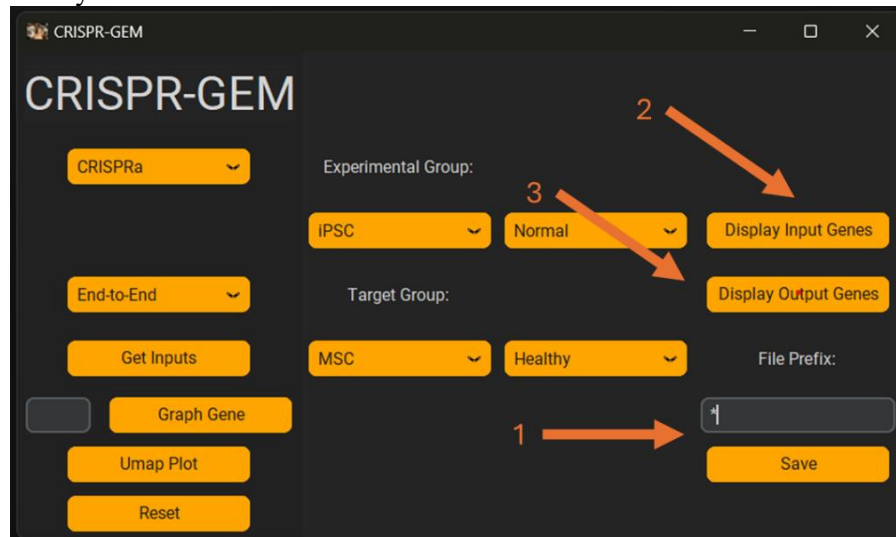 CRISPR-GEM
CRISPR-GEM
2
CRISPRa
Experimental Group:
3
iPSC
Normal
Display Input Genes
End-to-End
Target Group:
Display Output Genes
Get Inputs
MSC
Healthy
File Prefix:
Graph Gene
*
1
Umap Plot
Save
Reset